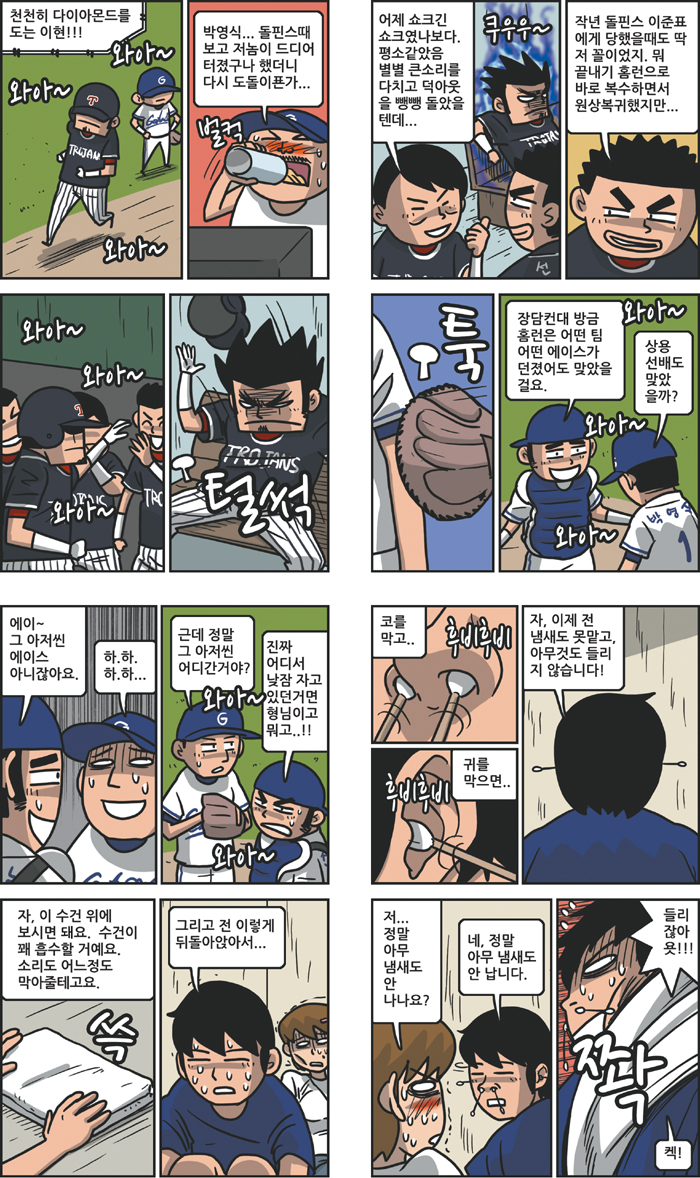 천천히 다이아몬드를
도는 이현!!!
와아~
와아~
와아~
TROJAN
박영식... 돌핀스때
보고 저놈이 드디어
터졌구나 했더니
다시 도돌이푠가...
벌컥
어제 쇼크긴
쇼크였나보다.
평소같았음
별별 큰소리를
다치고 덕아웃
을 뺑뺑 돌았을
텐데...
쿠우우~
TROJANS
작년 돌핀스 이준표
에게 당했을때도 딱
저 꼴이었지. 뭐
끝내기 홈런으로
바로 복수하면서
원상복귀했지만...
와아~
와아~
와아~
털썩
TROJANS
툭
장담컨대 방금
홈런은 어떤 팀
어떤 에이스가
던졌어도 맞았을
걸요.
와아~
상용
선배도
맞았
을까?
와아~
와아~
박영식
1
에이~
그 아저씬
에이스
아니잖아요.
하.하.
하.하...
근데 정말
그 아저씬
어디간거야?
와아~
진짜
어디서
낮잠 자고
있던거면
형님이고
뭐고..!!
와아~
코를
막고..
후비후비
귀를
막으면..
후비후비
자, 이제 전
냄새도 못맡고,
아무것도 들리
지 않습니다!
자, 이 수건 위에
보시면 돼요. 수건이
꽤 흡수할 거예요.
소리도 어느정도
막아줄테고요.
쓱
그리고 전 이렇게
뒤돌아앉아서...
저...
정말
아무
냄새도
안
나나요?
네, 정말
아무 냄새도
안 납니다.
들리
잖아
욧!!!
쫙
켁!